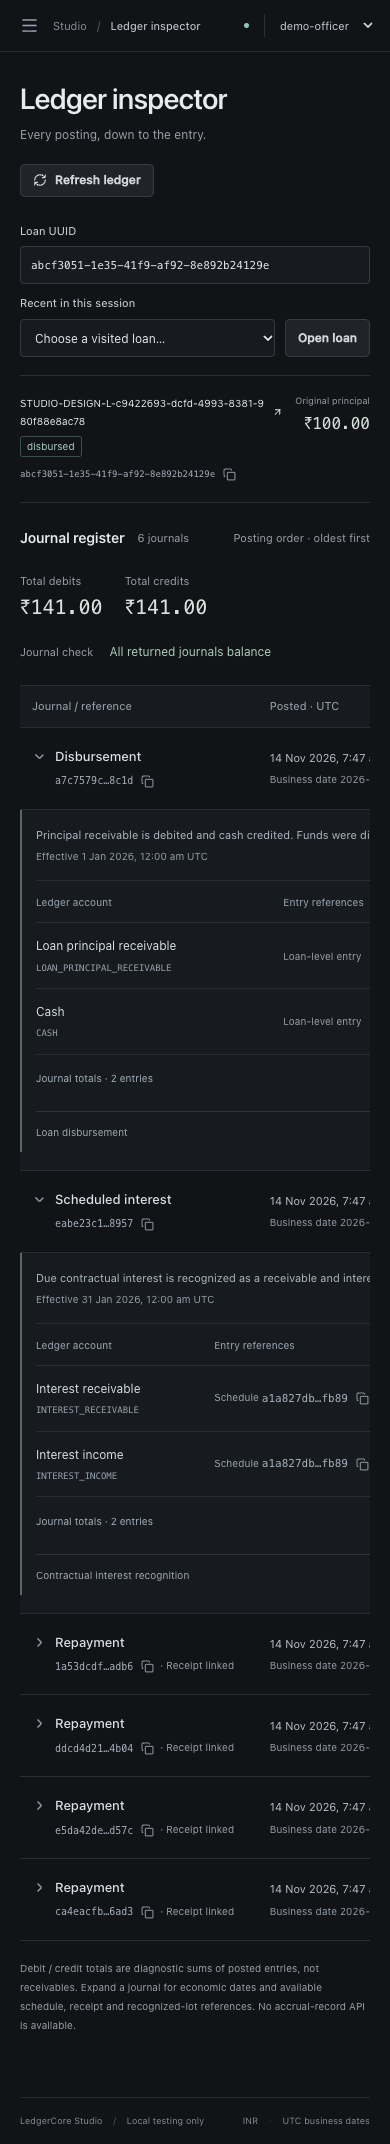 Studio / Ledger inspector demo-officer
Ledger inspector
Every posting, down to the entry.
Refresh ledger
Loan UUID
abcf3051-1e35-41f9-af92-8e892b24129e
Recent in this session
Choose a visited loan... Open loan
STUDIO-DESIGN-L-c9422693-dcfd-4993-8381-9 Original principal
80f88e8ac78 ₹100.00
disbursed
abcf3051-1e35-41f9-af92-8e892b24129e
Journal register 6 journals Posting order · oldest first
Total debits Total credits
₹141.00 ₹141.00
Journal check All returned journals balance
Journal / reference Posted · UTC
Disbursement 14 Nov 2026, 7:47
a7c7579c…8c1d Business date 2026-
Principal receivable is debited and cash credited. Funds were di
Effective 1 Jan 2026, 12:00 am UTC
Ledger account Entry references
Loan principal receivable
LOAN_PRINCIPAL_RECEIVABLE Loan-level entry
Cash
CASH Loan-level entry
Journal totals · 2 entries
Loan disbursement
Scheduled interest 14 Nov 2026, 7:47
eabe23c1…8957 Business date 2026-
Due contractual interest is recognized as a receivable and intere
Effective 31 Jan 2026, 12:00 am UTC
Ledger account Entry references
Interest receivable
INTEREST_RECEIVABLE Schedule a1a827db…fb89
Interest income
INTEREST_INCOME Schedule a1a827db…fb89
Journal totals · 2 entries
Contractual interest recognition
Repayment 14 Nov 2026, 7:47
1a53dcdf…adb6 · Receipt linked Business date 2026-
Repayment 14 Nov 2026, 7:47
ddcd4d21…4b04 · Receipt linked Business date 2026-
Repayment 14 Nov 2026, 7:47
e5da42de…d57c · Receipt linked Business date 2026-
Repayment 14 Nov 2026, 7:47
ca4eacfb…6ad3 · Receipt linked Business date 2026-
Debit / credit totals are diagnostic sums of posted entries, not
receivables. Expand a journal for economic dates and available
schedule, receipt and recognized-lot references. No accrual-record API
is available.
LedgerCore Studio / Local testing only INR · UTC business dates